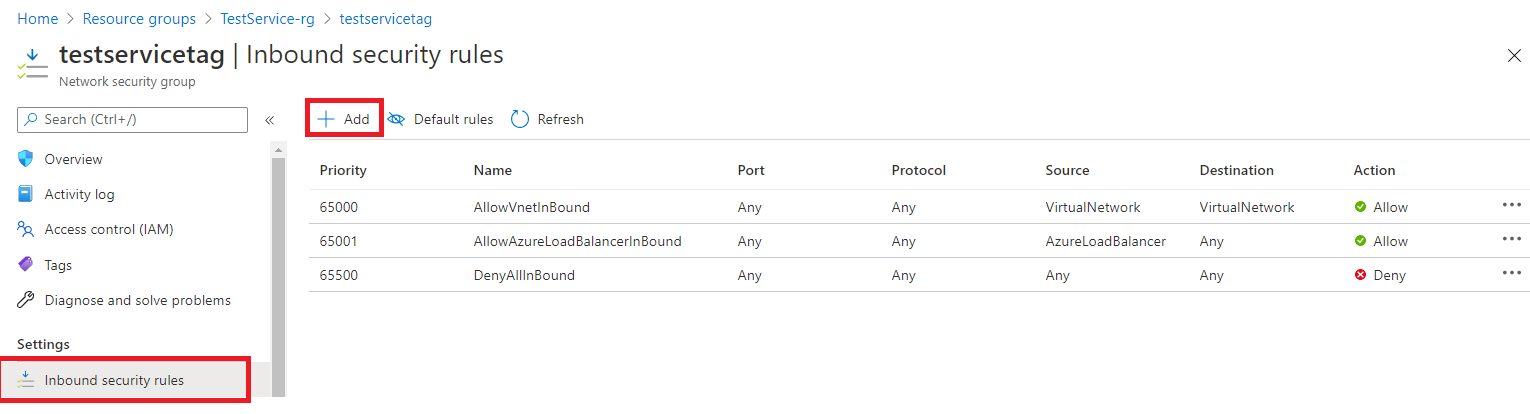 Home > Resource groups > TestService-rg > testservicetag
testservicetag | Inbound security rules
Network security group
Search (Ctrl+/)
«
Add
Default rules
Refresh
Overview
Activity log
Access control (IAM)
Tags
Diagnose and solve problems
Settings
Inbound security rules
Priority Name Port Protocol Source Destination Action
65000 AllowVnetInBound Any Any VirtualNetwork VirtualNetwork Allow
65001 AllowAzureLoadBalancerInBound Any Any AzureLoadBalancer Any Allow
65500 DenyAllInBound Any Any Any Any Deny